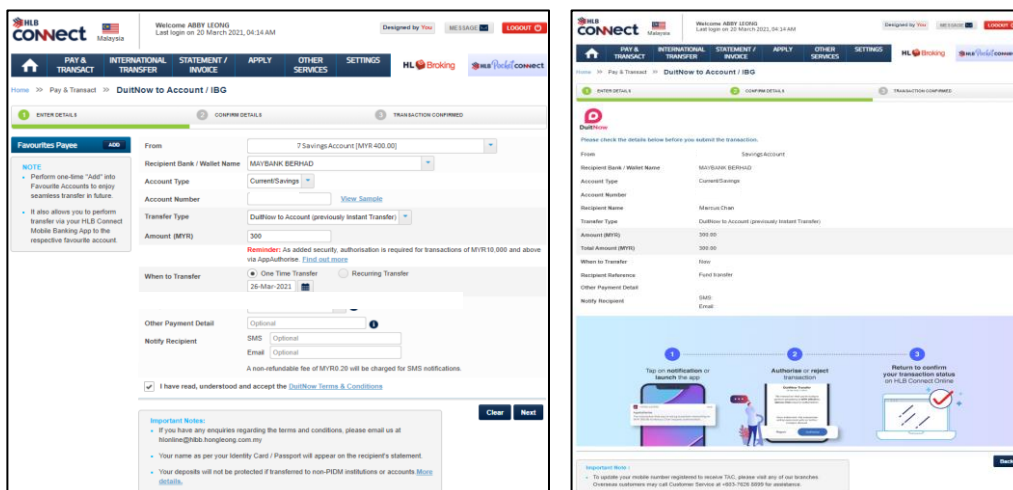 HLB
CONNECT
Malaysia
Welcome ABBY LEONG
Last login on 20 March 2021, 04:14 AM
Designed by You
MESSAGE
LOGOUT
PAY & TRANSACT
INTERNATIONAL TRANSFER
STATEMENT / INVOICE
APPLY
OTHER SERVICES
SETTINGS
HL Broking
HLB Pocket CONNECT
Home >> Pay & Transact >> DuitNow to Account / IBG
1 ENTER DETAILS
2 CONFIRM DETAILS
3 TRANSACTION CONFIRMED
Favourites Payee ADD
NOTE
• Perform one-time "Add" into
Favourite Accounts to enjoy
seamless transfer in future.
• It also allows you to perform
transfer via your HLB Connect
Mobile Banking App to the
respective favourite account.
From 7 Savings Account [MYR 400.00]
Recipient Bank / Wallet Name MAYBANK BERHAD
Account Type Current/Savings
Account Number View Sample
Transfer Type DuitNow to Account (previously Instant Transfer)
Amount (MYR) 300
Reminder: As added security, authorisation is required for transactions of MYR10,000 and above
via AppAuthorise. Find out more
When to Transfer One Time Transfer Recurring Transfer
26-Mar-2021
Other Payment Detail Optional
Notify Recipient SMS Optional
Email Optional
A non-refundable fee of MYR0.20 will be charged for SMS notifications.
I have read, understood and accept the DuitNow Terms & Conditions
Clear Next
Important Notes:
• If you have any enquiries regarding the terms and conditions, please email us at
hlonline@hlbb.hongleong.com.my
• Your name as per your Identity Card / Passport will appear on the recipient's statement.
• Your deposits will not be protected if transferred to non-PIDM institutions or accounts.More
details.
HLB
CONNECT
Malaysia
Welcome ABBY LEONG
Last login on 20 March 2021, 04:14 AM
Designed by You
MESSAGE
LOGOUT
PAY & TRANSACT
INTERNATIONAL TRANSFER
STATEMENT / INVOICE
APPLY
OTHER SERVICES
SETTINGS
HL Broking
HLB Pocket CONNECT
Home >> Pay & Transact >> DuitNow to Account / IBG
1 ENTER DETAILS
2 CONFIRM DETAILS
3 TRANSACTION CONFIRMED
DuitNow
Please check the details below before you submit the transaction.
From Savings Account
Recipient Bank / Wallet Name MAYBANK BERHAD
Account Type Current/Savings
Account Number
Recipient Name Marcus Chan
Transfer Type DuitNow to Account (previously Instant Transfer)
Amount (MYR) 300.00
Total Amount (MYR) 300.00
When to Transfer Now
Recipient Reference Fund transfer
Other Payment Detail
Notify Recipient SMS
Email
1
Tap on notification or
launch the app
2
Authorise or reject
transaction
3
Return to confirm
your transaction status
on HLB Connect Online
Back
Important Note :
• To update your mobile number registered to receive TAC, please visit any of our branches
Overseas customers may call Customer Service at +603-7626 8899 for assistance.